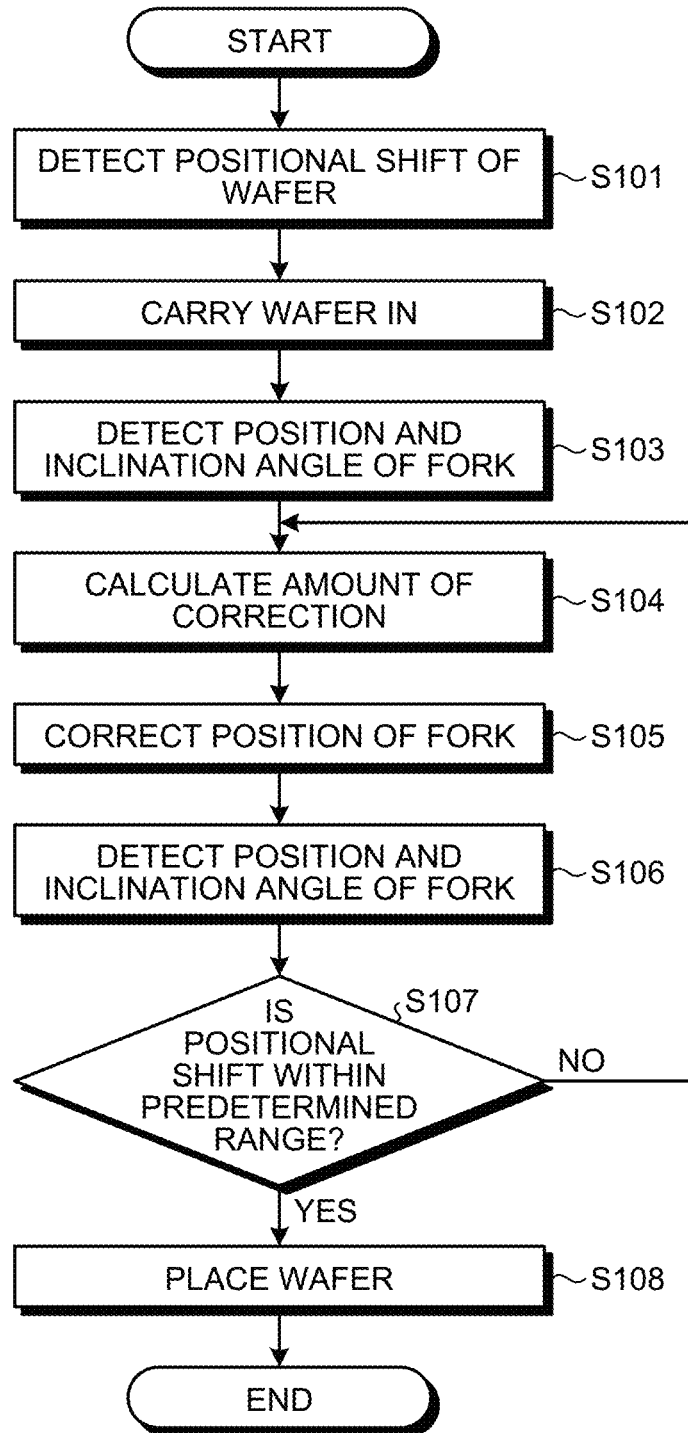 START
DETECT POSITIONAL SHIFT OF
WAFER
S101
CARRY WAFER IN
S102
DETECT POSITION AND
INCLINATION ANGLE OF FORK
S103
CALCULATE AMOUNT OF
CORRECTION
S104
CORRECT POSITION OF FORK
S105
DETECT POSITION AND
INCLINATION ANGLE OF FORK
S106
S107
IS
POSITIONAL
SHIFT WITHIN
PREDETERMINED
RANGE?
NO
YES
PLACE WAFER
S108
END